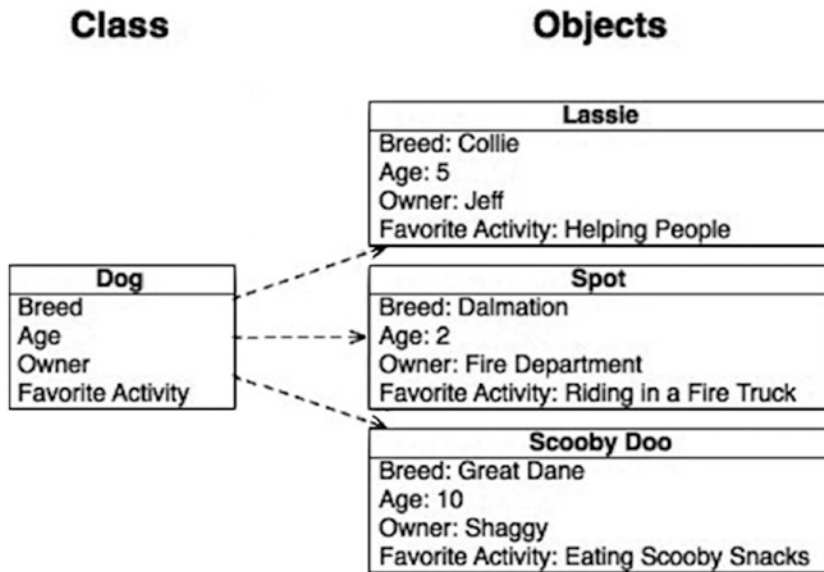 Class
Objects
Lassie
Breed: Collie
Age: 5
Owner: Jeff
Favorite Activity: Helping People
Dog
Breed
Age
Owner
Favorite Activity
Spot
Breed: Dalmation
Age: 2
Owner: Fire Department
Favorite Activity: Riding in a Fire Truck
Scooby Doo
Breed: Great Dane
Age: 10
Owner: Shaggy
Favorite Activity: Eating Scooby Snacks